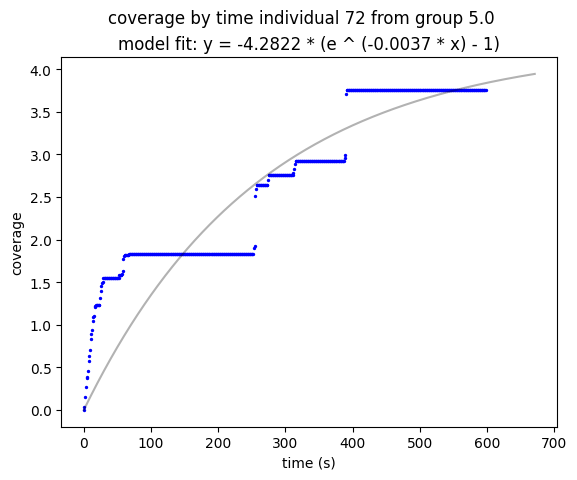 coverage by time individual 72 from group 5.0
model fit: y = -4.2822 * (e ^ (-0.0037 * x) - 1)
4.0
3.5
3.0
2.5
2.0
1.5
1.0
0.5
0.0
coverage
0 100 200 300 400 500 600 700
time (s)